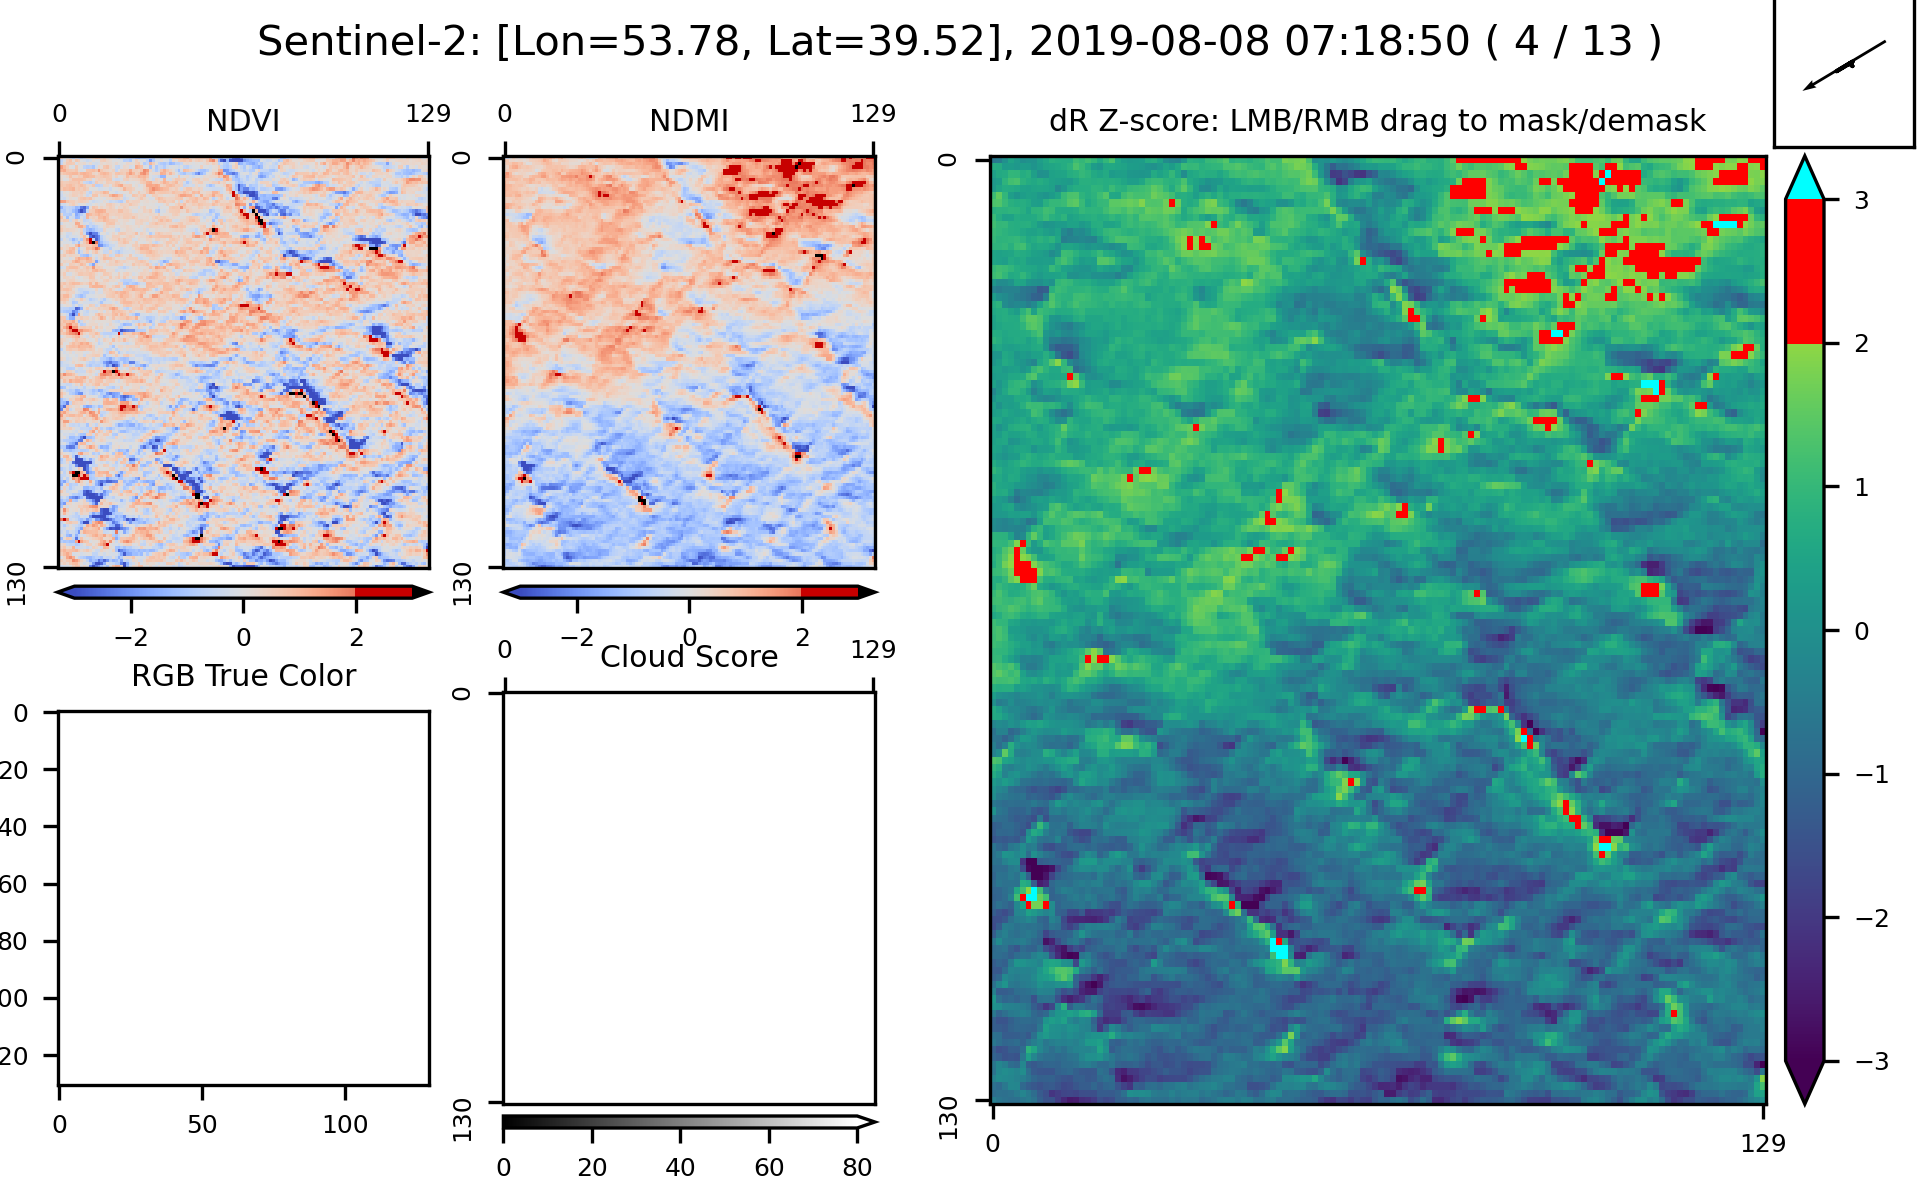 Sentinel-2: [Lon=53.78, Lat=39.52], 2019-08-08 07:18:50 ( 4 / 13 )
0 NDVI 129
0
130
−2 0 2
0 NDMI 129
0
130
−2 0 2
dR Z-score: LMB/RMB drag to mask/demask
0
130
0 129
3
2
1
0
−1
−2
−3
RGB True Color
0
20
40
60
80
00
20
0 50 100
0 Cloud Score 129
0
130
0 20 40 60 80